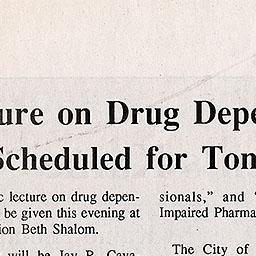 ure on Drug Depe
Scheduled for Ton
c lecture on drug depen-
be given this evening at
ion Beth Shalom.
will be Jay R. Cava
sionals,” and “
Impaired Pharma
The City of